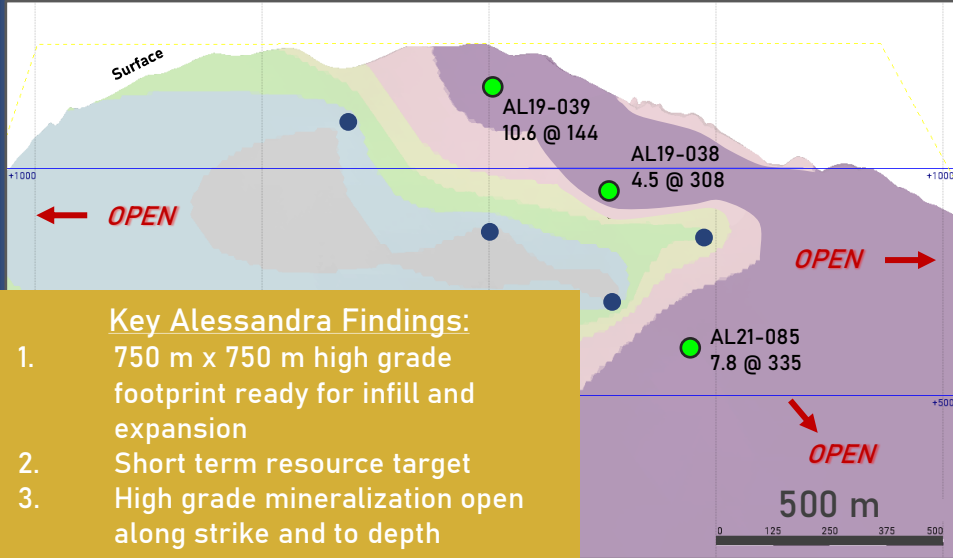 Surface
AL19-039
10.6 @ 144
AL19-038
4.5 @ 308
+1000
+1000
OPEN
OPEN
Key Alessandra Findings:
1. 750 m x 750 m high grade
footprint ready for infill and
expansion
2. Short term resource target
3. High grade mineralization open
along strike and to depth
AL21-085
7.8 @ 335
+500
OPEN
500 m
0 125 250 375 500